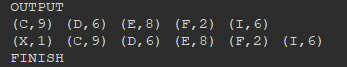 OUTPUT
(C,9) (D,6) (E,8) (F,2) (I,6)
(X,1) (C,9) (D,6) (E,8) (F,2) (I,6)
FINISH